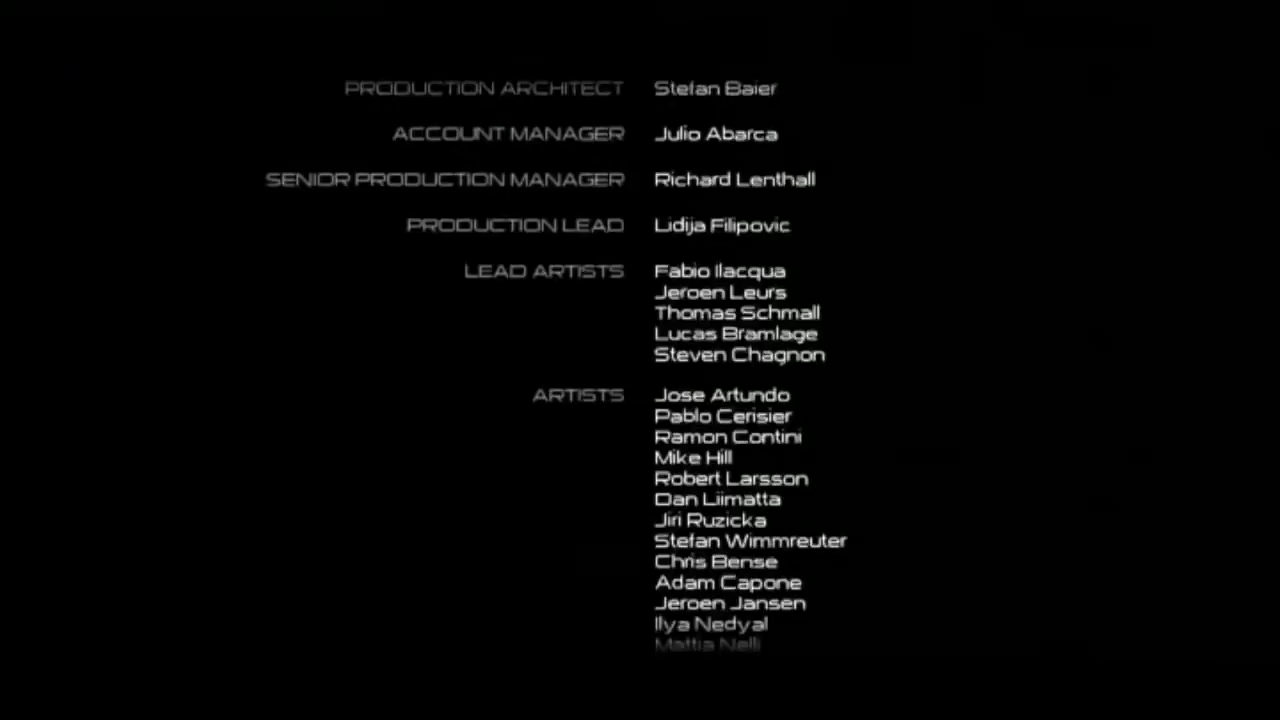 PRODUCTION ARCHITECT Stefan Baier
ACCOUNT MANAGER Julio Abarca
SENIOR PRODUCTION MANAGER Richard Lenthall
PRODUCTION LEAD Lidija Filipovic
LEAD ARTISTS Fabio Ilacqua
Jeroen Leurs
Thomas Schmall
Lucas Bramlage
Steven Chagnon
ARTISTS Jose Artundo
Pablo Cerisier
Ramon Contini
Mike Hill
Robert Larsson
Dan Liimatta
Jiri Ruzicka
Stefan Wimmreuter
Chris Bense
Adam Capone
Jeroen Jansen
Ilya Nedyal
Mattia Nelli